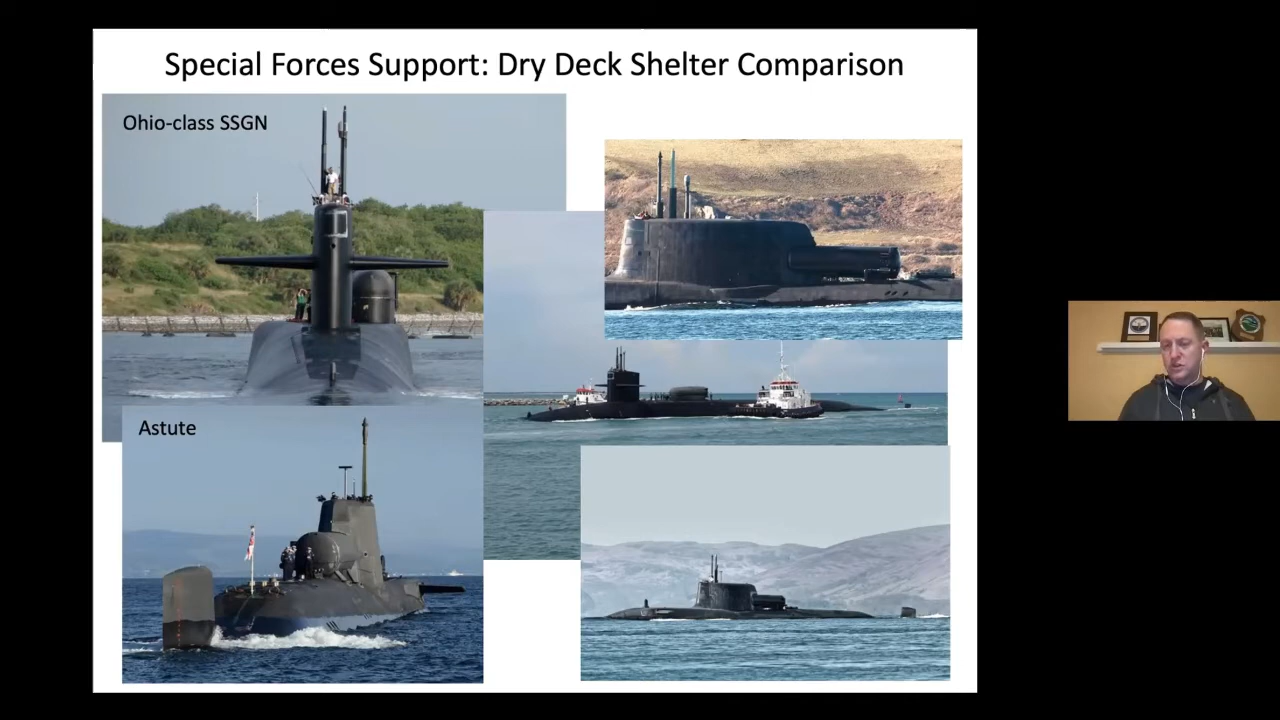 Special Forces Support: Dry Deck Shelter Comparison
Ohio-class SSGN
Astute